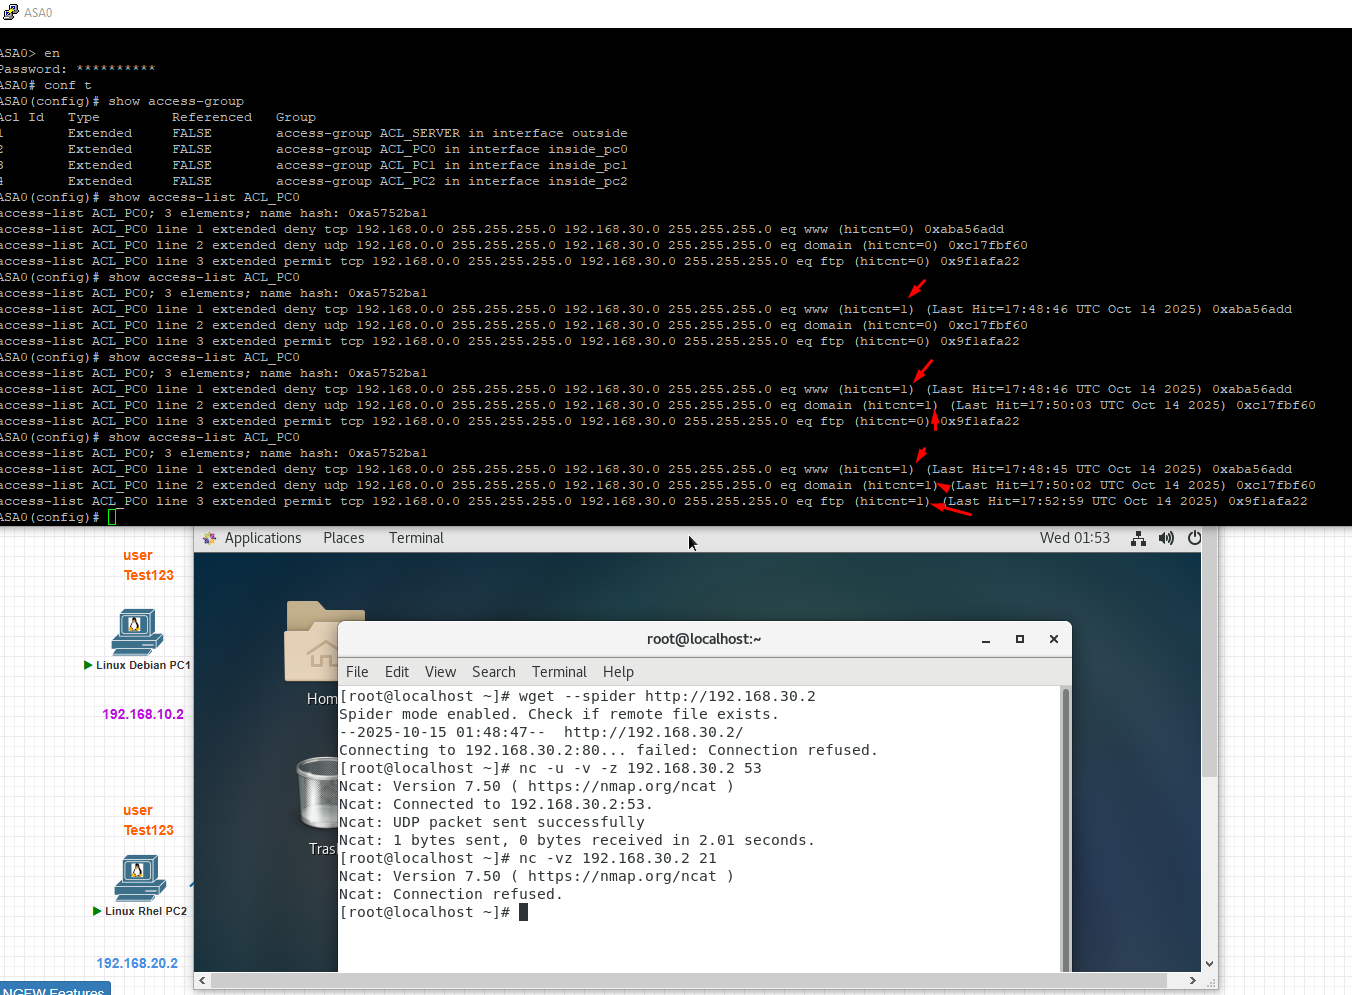 ASA0
ASA0> en
Password: **********
ASA0# conf t
ASA0(config)# show access-group
Acl Id   Type         Referenced   Group
1        Extended     FALSE        access-group ACL_SERVER in interface outside
2        Extended     FALSE        access-group ACL_PC0 in interface inside_pc0
3        Extended     FALSE        access-group ACL_PC1 in interface inside_pc1
4        Extended     FALSE        access-group ACL_PC2 in interface inside_pc2
ASA0(config)# show access-list ACL_PC0
access-list ACL_PC0; 3 elements; name hash: 0xa5752ba1
access-list ACL_PC0 line 1 extended deny tcp 192.168.0.0 255.255.255.0 192.168.30.0 255.255.255.0 eq www (hitcnt=0) 0xaba56add
access-list ACL_PC0 line 2 extended deny udp 192.168.0.0 255.255.255.0 192.168.30.0 255.255.255.0 eq domain (hitcnt=0) 0xc17fbf60
access-list ACL_PC0 line 3 extended permit tcp 192.168.0.0 255.255.255.0 192.168.30.0 255.255.255.0 eq ftp (hitcnt=0) 0x9f1afa22
ASA0(config)# show access-list ACL_PC0
access-list ACL_PC0; 3 elements; name hash: 0xa5752ba1
access-list ACL_PC0 line 1 extended deny tcp 192.168.0.0 255.255.255.0 192.168.30.0 255.255.255.0 eq www (hitcnt=1) (Last Hit=17:48:46 UTC Oct 14 2025) 0xaba56add
access-list ACL_PC0 line 2 extended deny udp 192.168.0.0 255.255.255.0 192.168.30.0 255.255.255.0 eq domain (hitcnt=0) 0xc17fbf60
access-list ACL_PC0 line 3 extended permit tcp 192.168.0.0 255.255.255.0 192.168.30.0 255.255.255.0 eq ftp (hitcnt=0) 0x9f1afa22
ASA0(config)# show access-list ACL_PC0
access-list ACL_PC0; 3 elements; name hash: 0xa5752ba1
access-list ACL_PC0 line 1 extended deny tcp 192.168.0.0 255.255.255.0 192.168.30.0 255.255.255.0 eq www (hitcnt=1) (Last Hit=17:48:46 UTC Oct 14 2025) 0xaba56add
access-list ACL_PC0 line 2 extended deny udp 192.168.0.0 255.255.255.0 192.168.30.0 255.255.255.0 eq domain (hitcnt=1) (Last Hit=17:50:03 UTC Oct 14 2025) 0xc17fbf60
access-list ACL_PC0 line 3 extended permit tcp 192.168.0.0 255.255.255.0 192.168.30.0 255.255.255.0 eq ftp (hitcnt=0) 0x9f1afa22
ASA0(config)# show access-list ACL_PC0
access-list ACL_PC0; 3 elements; name hash: 0xa5752ba1
access-list ACL_PC0 line 1 extended deny tcp 192.168.0.0 255.255.255.0 192.168.30.0 255.255.255.0 eq www (hitcnt=1) (Last Hit=17:48:45 UTC Oct 14 2025) 0xaba56add
access-list ACL_PC0 line 2 extended deny udp 192.168.0.0 255.255.255.0 192.168.30.0 255.255.255.0 eq domain (hitcnt=1) (Last Hit=17:50:02 UTC Oct 14 2025) 0xc17fbf60
access-list ACL_PC0 line 3 extended permit tcp 192.168.0.0 255.255.255.0 192.168.30.0 255.255.255.0 eq ftp (hitcnt=1) (Last Hit=17:52:59 UTC Oct 14 2025) 0x9f1afa22
ASA0(config)#
Applications Places Terminal Wed 01:53
user
Test123
Linux Debian PC1
192.168.10.2
user
Test123
Linux Rhel PC2
192.168.20.2
NGFW Features
Hom
Tras
root@localhost:~
File Edit View Search Terminal Help
[root@localhost ~]# wget --spider http://192.168.30.2
Spider mode enabled. Check if remote file exists.
--2025-10-15 01:48:47--  http://192.168.30.2/
Connecting to 192.168.30.2:80... failed: Connection refused.
[root@localhost ~]# nc -u -v -z 192.168.30.2 53
Ncat: Version 7.50 ( https://nmap.org/ncat )
Ncat: Connected to 192.168.30.2:53.
Ncat: UDP packet sent successfully
Ncat: 1 bytes sent, 0 bytes received in 2.01 seconds.
[root@localhost ~]# nc -vz 192.168.30.2 21
Ncat: Version 7.50 ( https://nmap.org/ncat )
Ncat: Connection refused.
[root@localhost ~]#